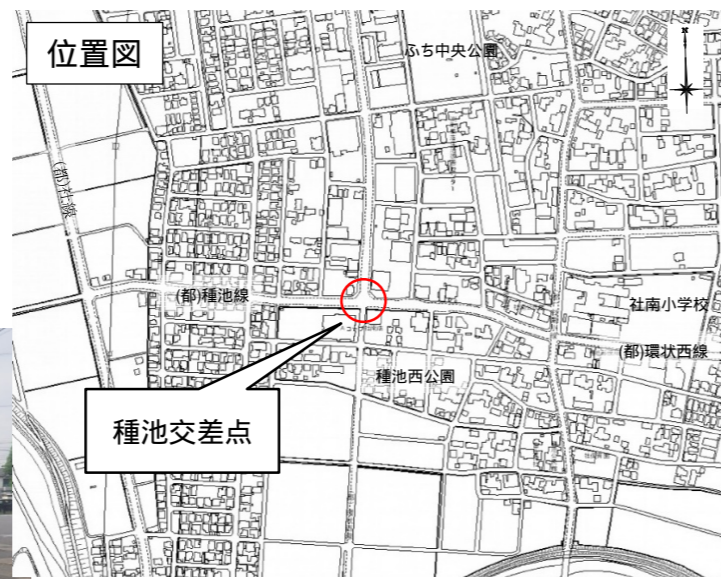 位置図
ふち中央公園
(都)社線
(都)種池線
社南小学校
(都)環状西線
種池西公園
種池交差点